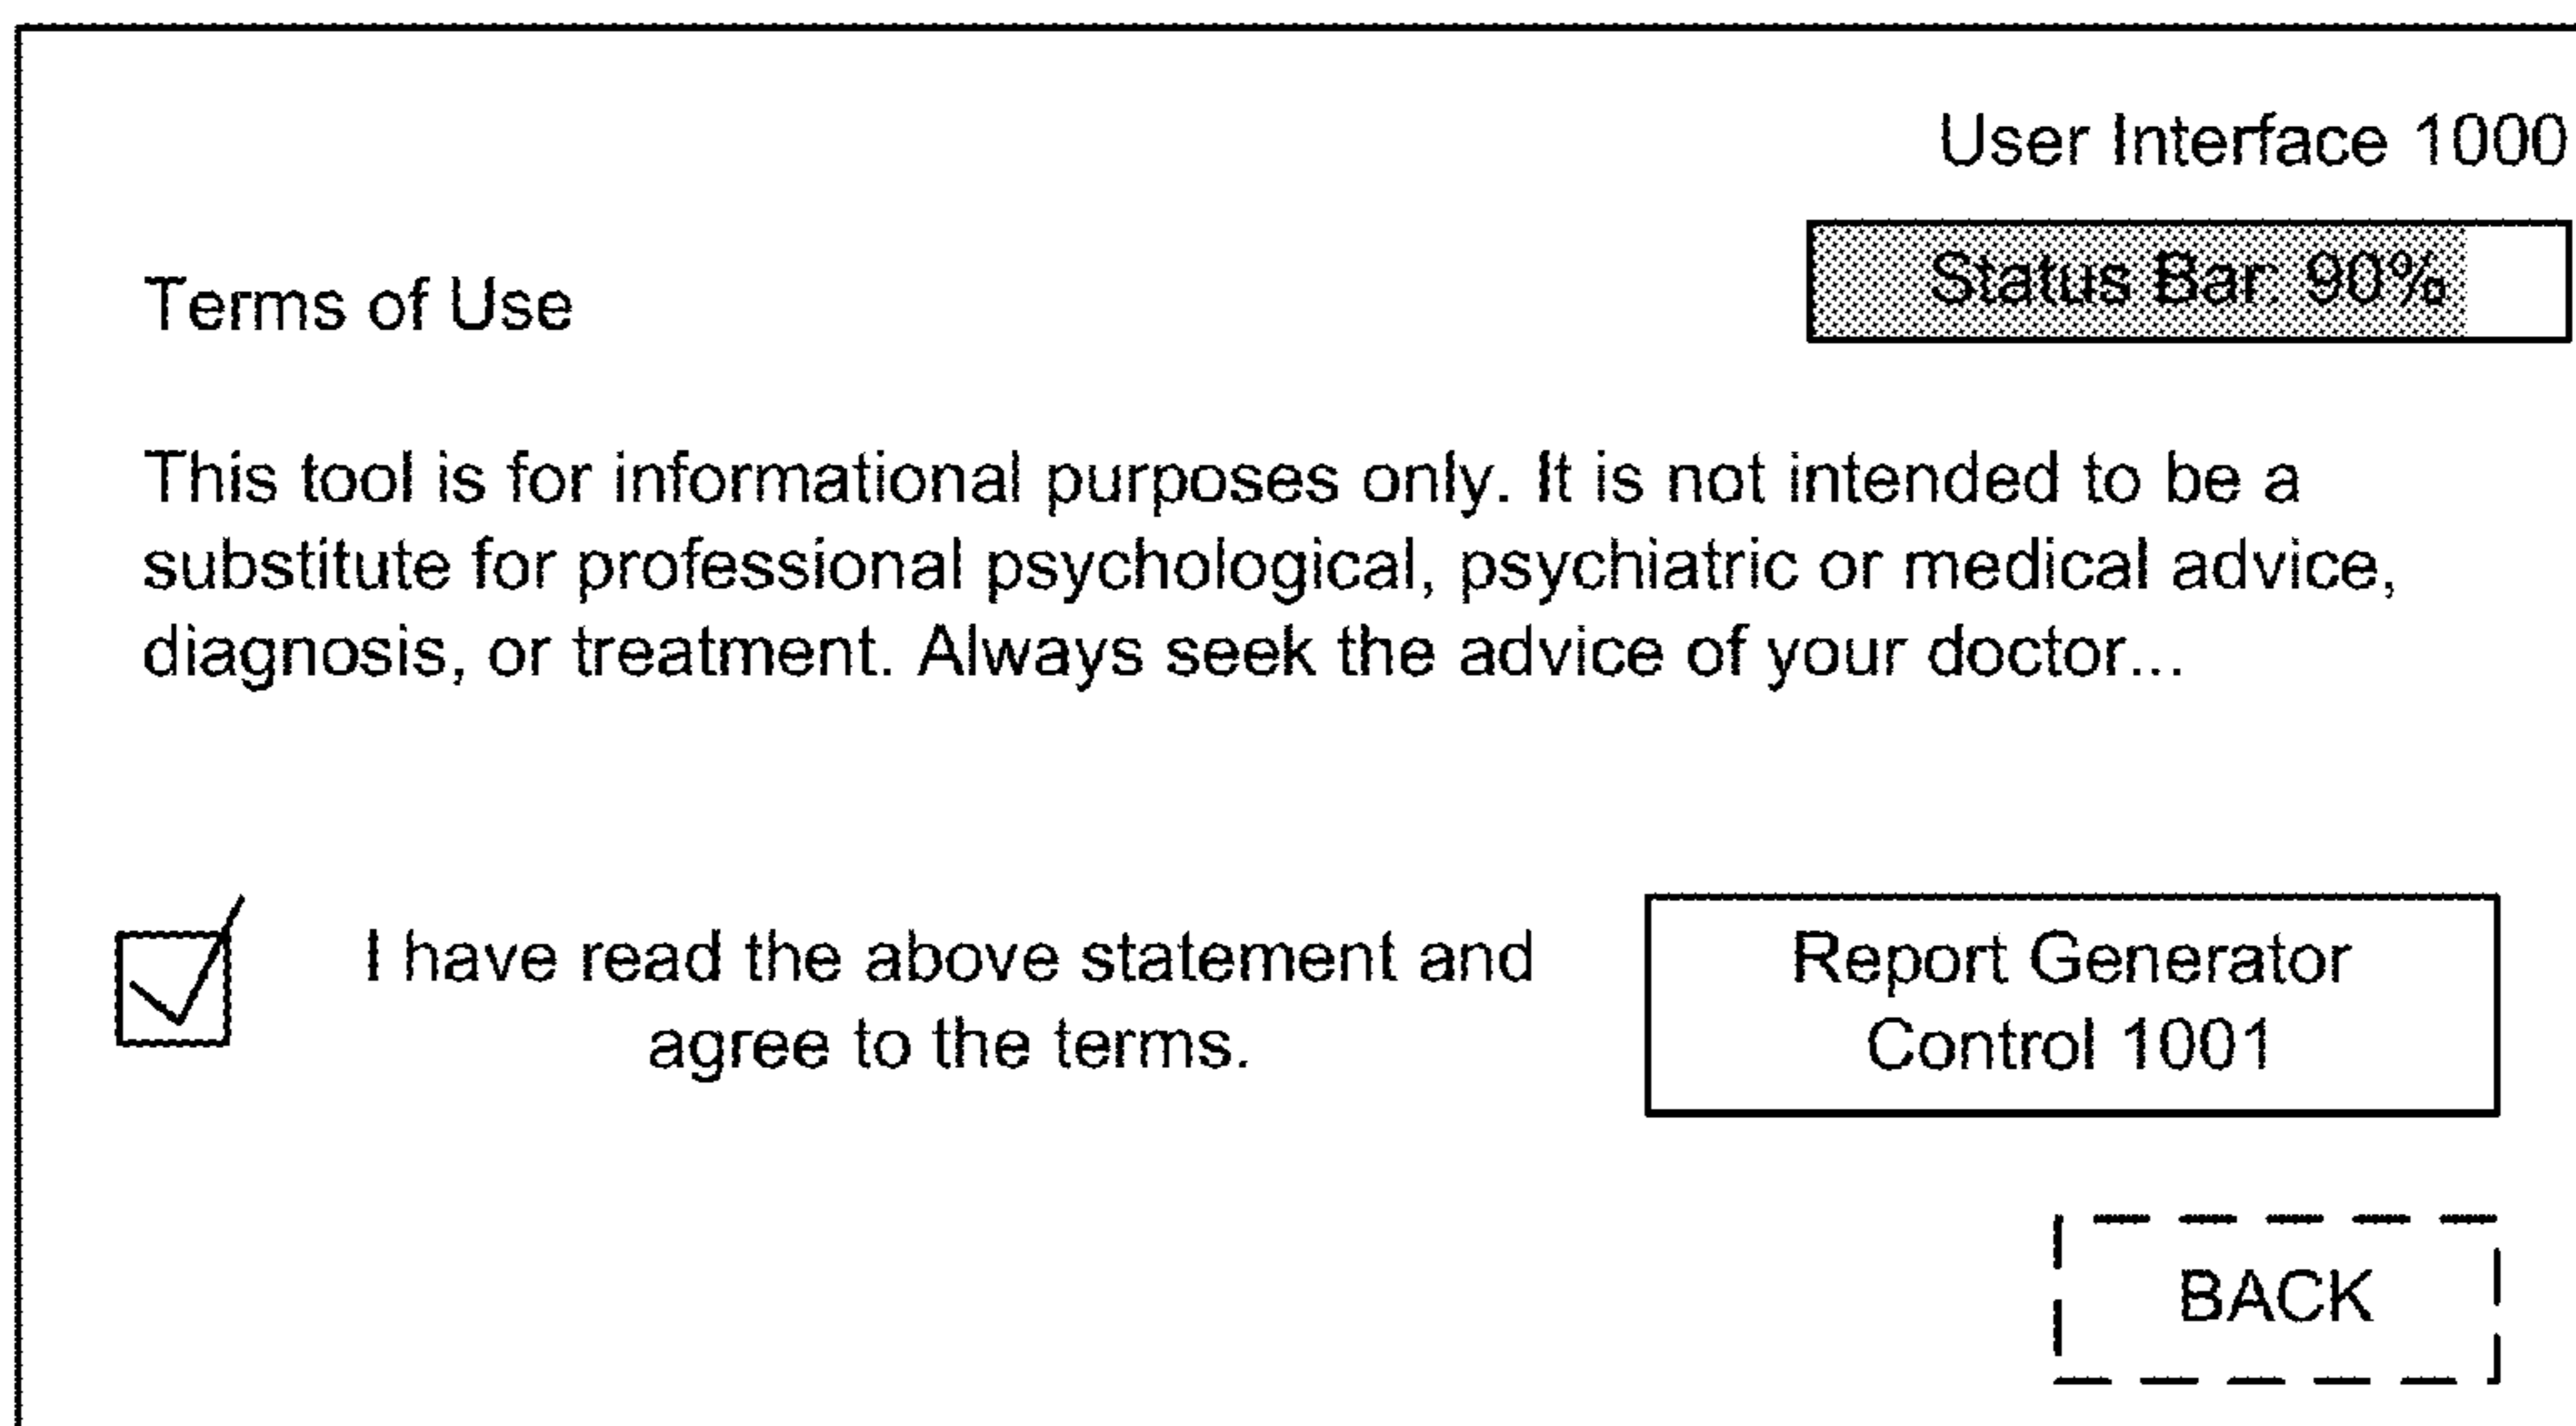 User Interface 1000
Status Bar: 90%
Terms of Use
This tool is for informational purposes only. It is not intended to be a
substitute for professional psychological, psychiatric or medical advice,
diagnosis, or treatment. Always seek the advice of your doctor...
I have read the above statement and
agree to the terms.
Report Generator
Control 1001
BACK